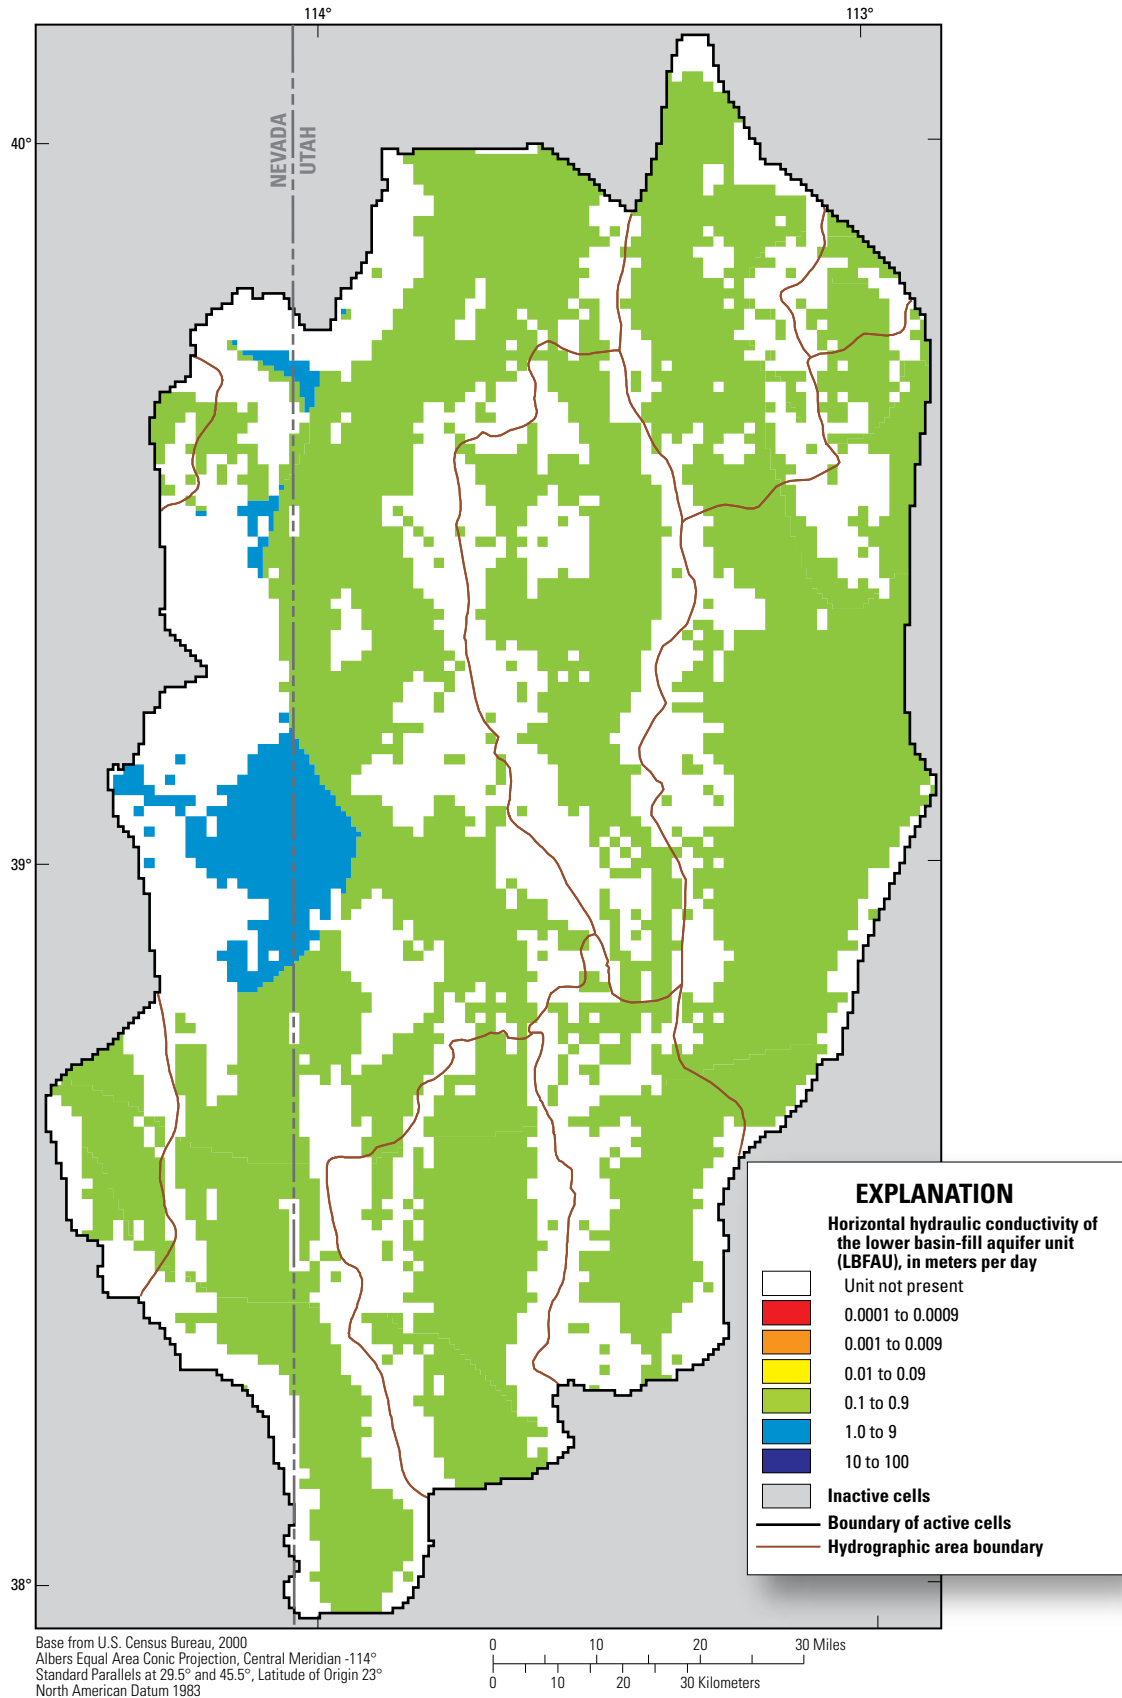 114°
113°
40°
NEVADA
UTAH
39°
38°
EXPLANATION
Horizontal hydraulic conductivity of
the lower basin-fill aquifer unit
(LBFAU), in meters per day
Unit not present
0.0001 to 0.0009
0.001 to 0.009
0.01 to 0.09
0.1 to 0.9
1.0 to 9
10 to 100
Inactive cells
Boundary of active cells
Hydrographic area boundary
Base from U.S. Census Bureau, 2000
Albers Equal Area Conic Projection, Central Meridian -114°
Standard Parallels at 29.5° and 45.5°, Latitude of Origin 23°
North American Datum 1983
0 10 20 30 Miles
0 10 20 30 Kilometers